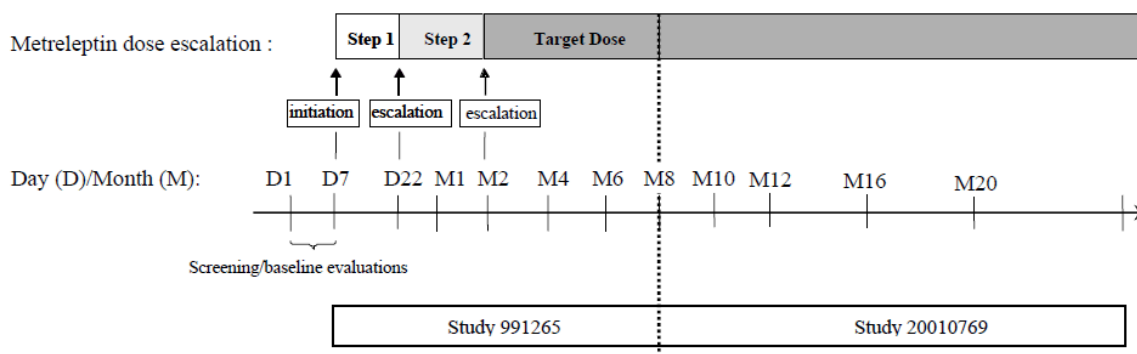 Metreleptin dose escalation :
Step 1 Step 2 Target Dose
initiation escalation escalation
Day (D)/Month (M): D1 D7 D22 M1 M2 M4 M6 M8 M10 M12 M16 M20
Screening/baseline evaluations
Study 991265 Study 20010769